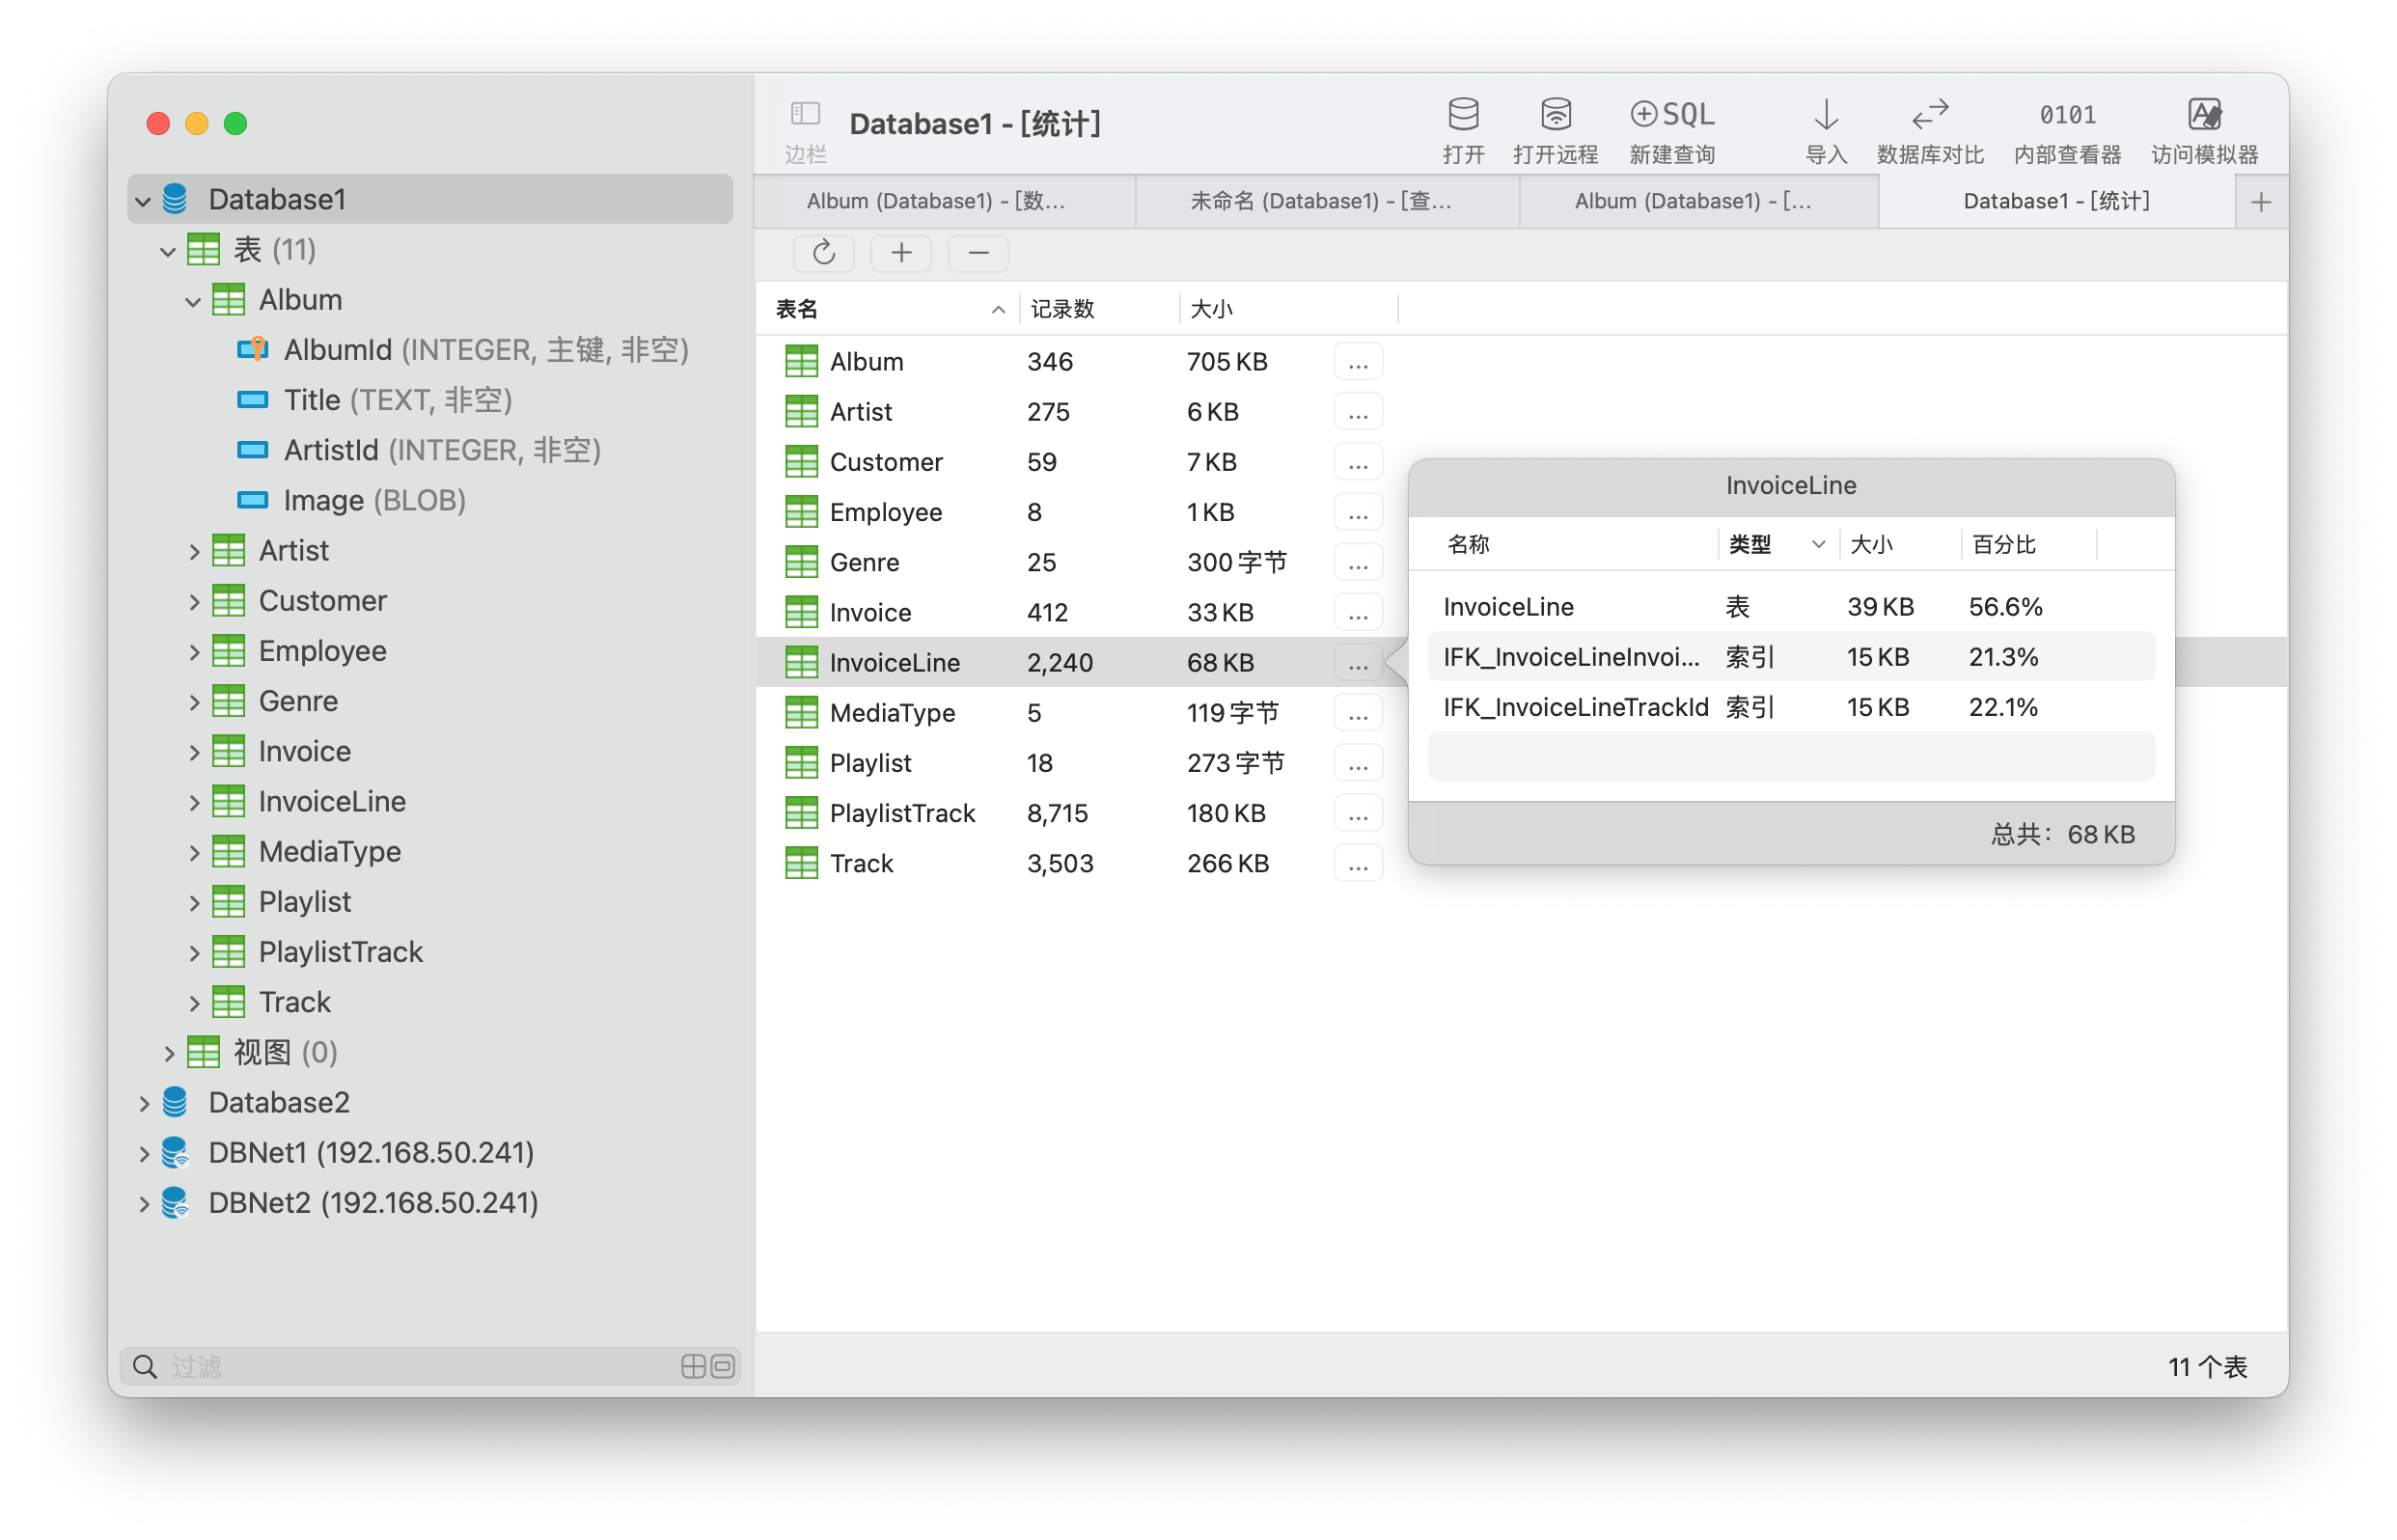 Database1 - [统计]
边栏
打开
打开远程
SQL
新建查询
导入
数据库对比
0101
内部查看器
访问模拟器
Album (Database1) - [数...
未命名 (Database1) - [查...
Album (Database1) - [...
Database1 - [统计]
Database1
表 (11)
Album
AlbumId (INTEGER, 主键, 非空)
Title (TEXT, 非空)
ArtistId (INTEGER, 非空)
Image (BLOB)
Artist
Customer
Employee
Genre
Invoice
InvoiceLine
MediaType
Playlist
PlaylistTrack
Track
视图 (0)
Database2
DBNet1 (192.168.50.241)
DBNet2 (192.168.50.241)
过滤
表名 记录数 大小
Album 346 705 KB ...
Artist 275 6 KB ...
Customer 59 7 KB ...
Employee 8 1 KB ...
Genre 25 300 字节 ...
Invoice 412 33 KB ...
InvoiceLine 2,240 68 KB ...
MediaType 5 119 字节 ...
Playlist 18 273 字节 ...
PlaylistTrack 8,715 180 KB ...
Track 3,503 266 KB ...
InvoiceLine
名称 类型 大小 百分比
InvoiceLine 表 39 KB 56.6%
IFK_InvoiceLineInvoi... 索引 15 KB 21.3%
IFK_InvoiceLineTrackId 索引 15 KB 22.1%
总共：68 KB
11 个表